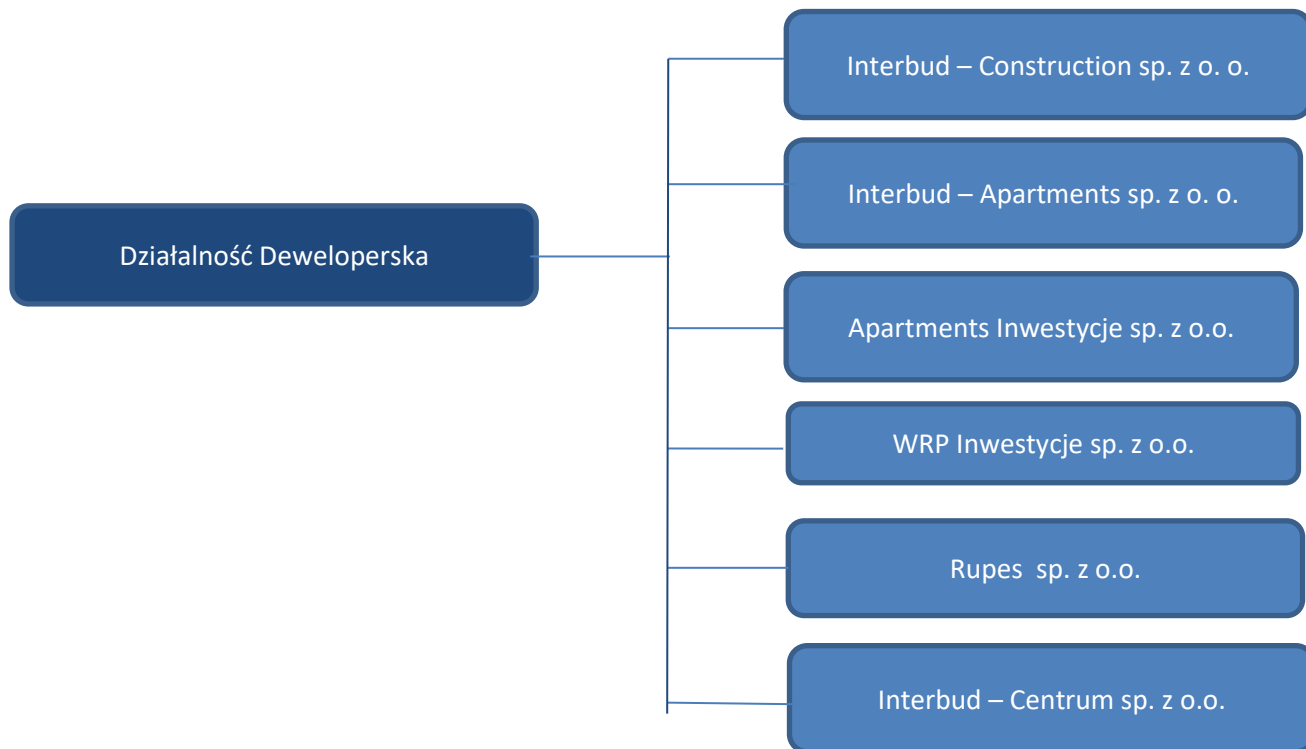 Interbud – Construction sp. z o. o.
Interbud – Apartments sp. z o. o.
Działalność Deweloperska
Apartments Inwestycje sp. z o.o.
WRP Inwestycje sp. z o.o.
Rupes sp. z o.o.
Interbud – Centrum sp. z o.o.